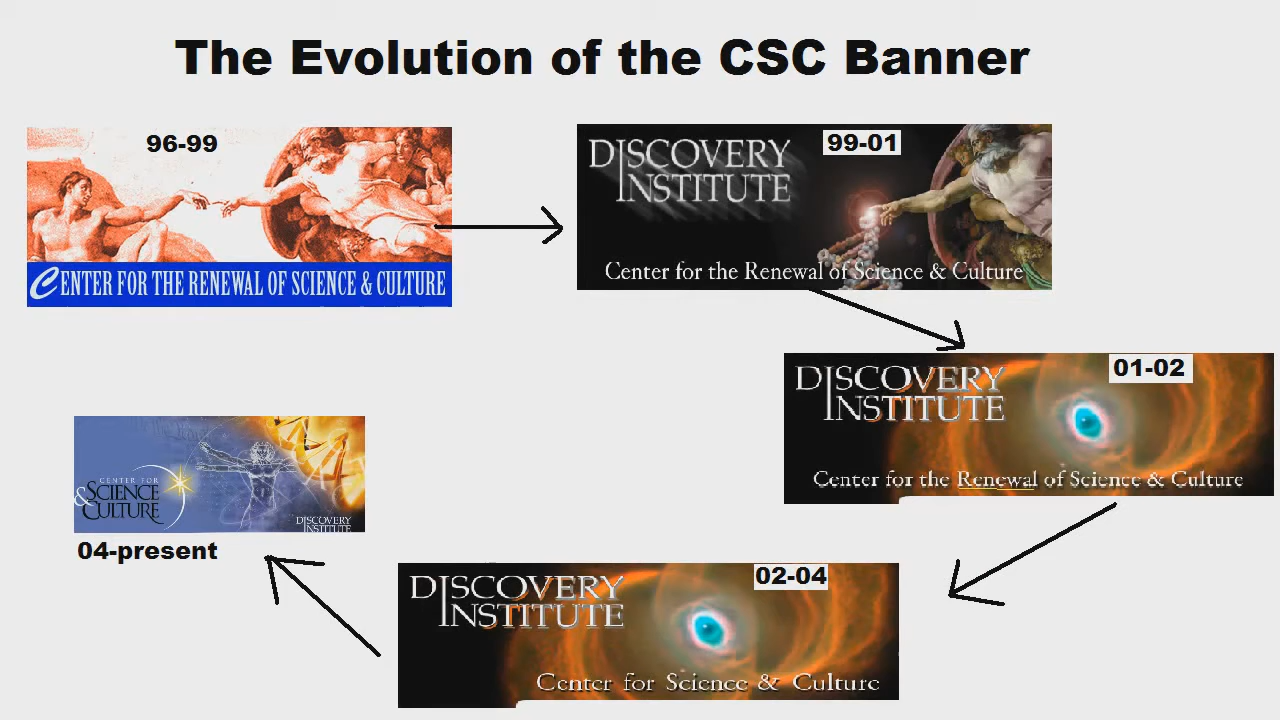 The Evolution of the CSC Banner
96-99
CENTER FOR THE RENEWAL OF SCIENCE & CULTURE
DISCOVERY
INSTITUTE
99-01
Center for the Renewal of Science & Culture
DISCOVERY
INSTITUTE
01-02
Center for the Renewal of Science & Culture
DISCOVERY
INSTITUTE
02-04
Center for Science & Culture
CENTER FOR
SCIENCE
& CULTURE
DISCOVERY
INSTITUTE
04-present